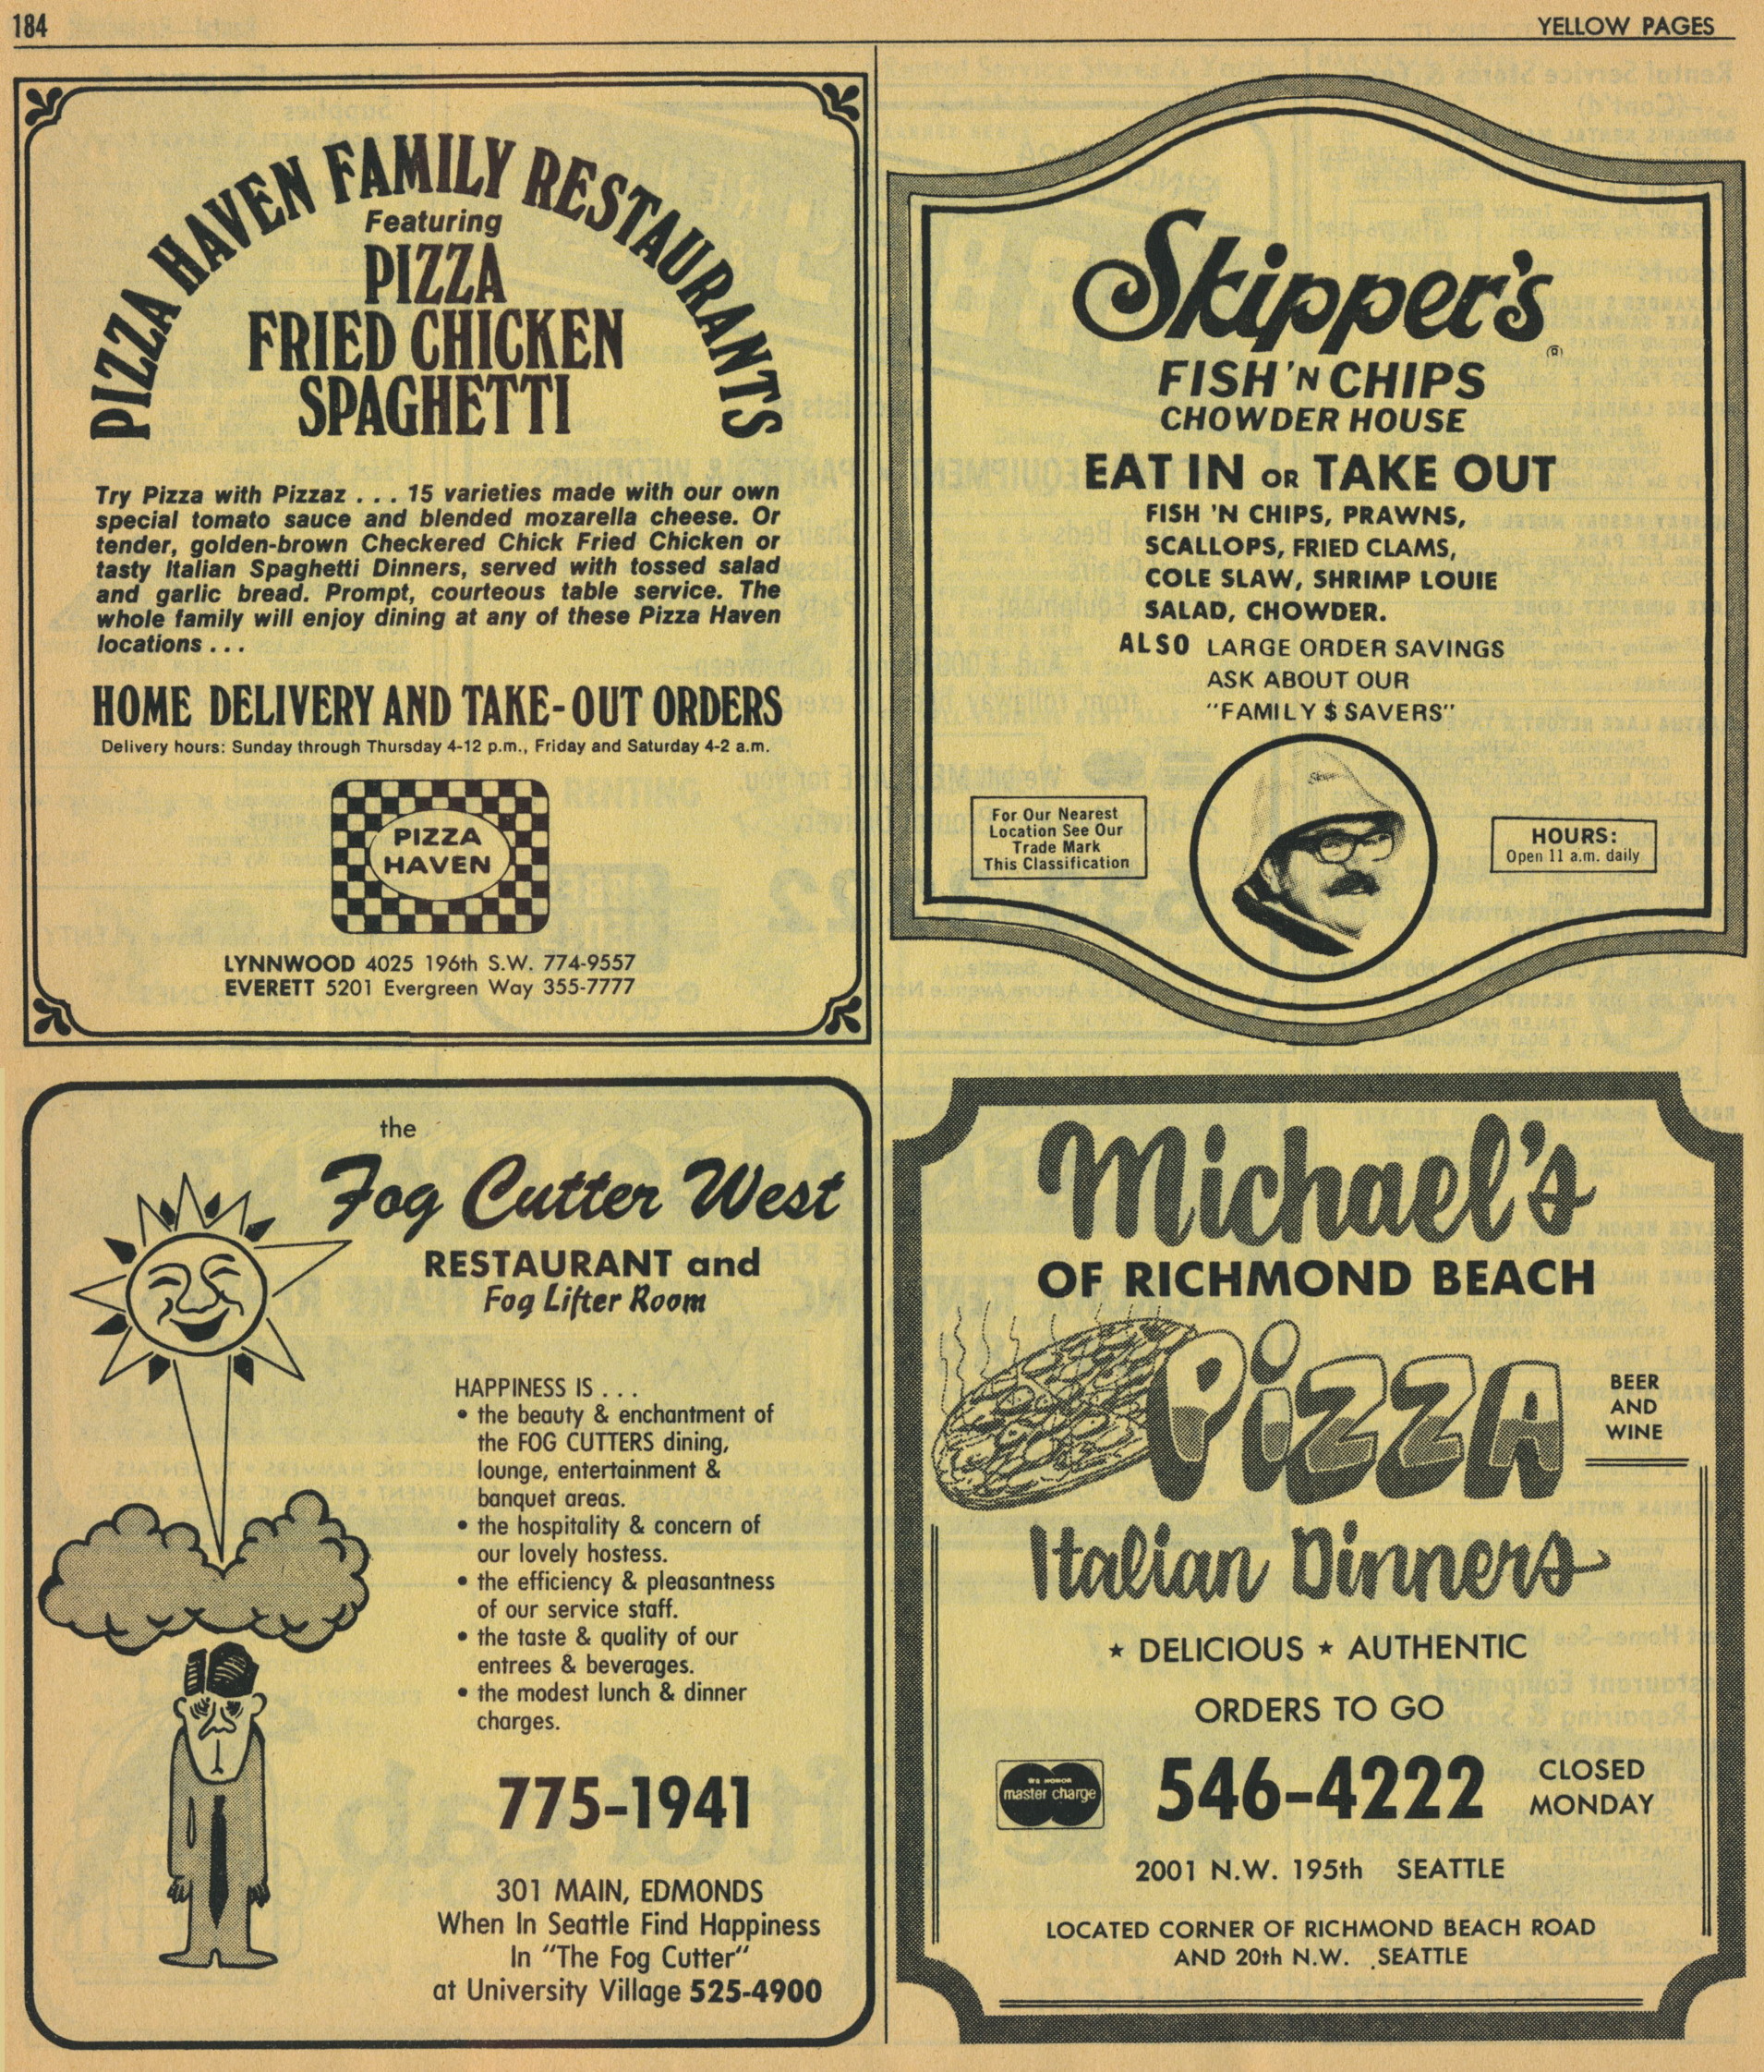 184
YELLOW PAGES
PIZZA HAVEN FAMILY RESTAURANTS
Featuring
PIZZA
FRIED CHICKEN
SPAGHETTI
Try Pizza with Pizzaz . . . 15 varieties made with our own
special tomato sauce and blended mozarella cheese. Or
tender, golden-brown Checkered Chick Fried Chicken or
tasty Italian Spaghetti Dinners, served with tossed salad
and garlic bread. Prompt, courteous table service. The
whole family will enjoy dining at any of these Pizza Haven
locations . . .
HOME DELIVERY AND TAKE-OUT ORDERS
Delivery hours: Sunday through Thursday 4-12 p.m., Friday and Saturday 4-2 a.m.
PIZZA
HAVEN
LYNNWOOD 4025 196th S.W. 774-9557
EVERETT 5201 Evergreen Way 355-7777
Skipper's
®
FISH 'N CHIPS
CHOWDER HOUSE
EAT IN OR TAKE OUT
FISH 'N CHIPS, PRAWNS,
SCALLOPS, FRIED CLAMS,
COLE SLAW, SHRIMP LOUIE
SALAD, CHOWDER.
ALSO LARGE ORDER SAVINGS
ASK ABOUT OUR
"FAMILY $ SAVERS"
For Our Nearest
Location See Our
Trade Mark
This Classification
HOURS:
Open 11 a.m. daily
the
Fog Cutter West
RESTAURANT and
Fog Lifter Room
HAPPINESS IS . . .
• the beauty & enchantment of
the FOG CUTTERS dining,
lounge, entertainment &
banquet areas.
• the hospitality & concern of
our lovely hostess.
• the efficiency & pleasantness
of our service staff.
• the taste & quality of our
entrees & beverages.
• the modest lunch & dinner
charges.
775-1941
301 MAIN, EDMONDS
When In Seattle Find Happiness
In "The Fog Cutter"
at University Village 525-4900
Michael's
OF RICHMOND BEACH
PIZZA
BEER
AND
WINE
Italian Dinners
★ DELICIOUS ★ AUTHENTIC
ORDERS TO GO
WE HONOR
master charge
546-4222
CLOSED
MONDAY
2001 N.W. 195th SEATTLE
LOCATED CORNER OF RICHMOND BEACH ROAD
AND 20th N.W. SEATTLE